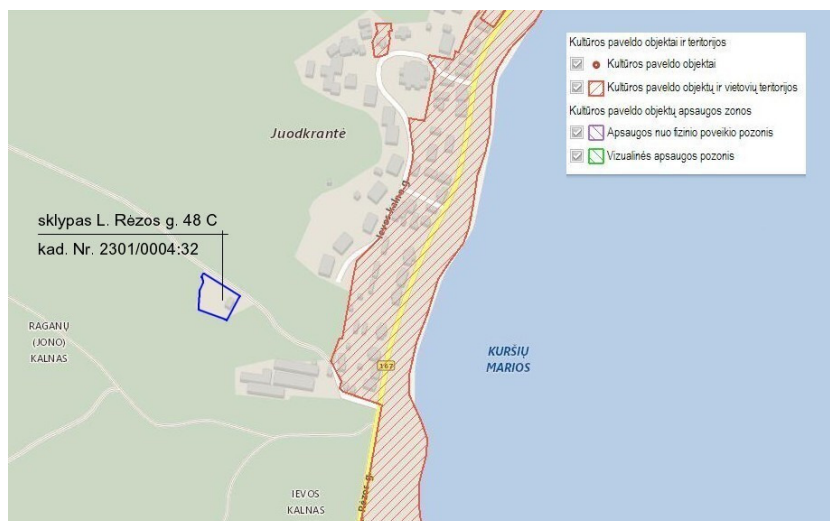 Kultūros paveldo objektai ir teritorijos
Kultūros paveldo objektai
Kultūros paveldo objektų ir vietovių teritorijos
Kultūros paveldo objektų apsaugos zonos
Apsaugos nuo fizinio poveikio pozonis
Vizualinės apsaugos pozonis
Juodkrantė
Ievos kalno g.
sklypas L. Rėzos g. 48 C
kad. Nr. 2301/0004:32
RAGANŲ
(JONO)
KALNAS
KURŠIŲ
MARIOS
167
IEVOS
KALNAS
Rėzos g.